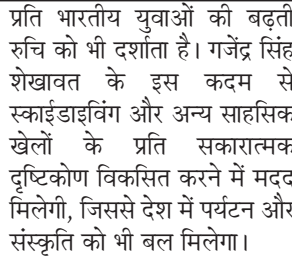 प्रति भारतीय युवाओं की बढ़ती
रुचि को भी दर्शाता है। गजेंद्र सिंह
शेखावत के इस कदम से
स्काईडाइविंग और अन्य साहसिक
खेलों के प्रति सकारात्मक
दृष्टिकोण विकसित करने में मदद
मिलेगी, जिससे देश में पर्यटन और
संस्कृति को भी बल मिलेगा।